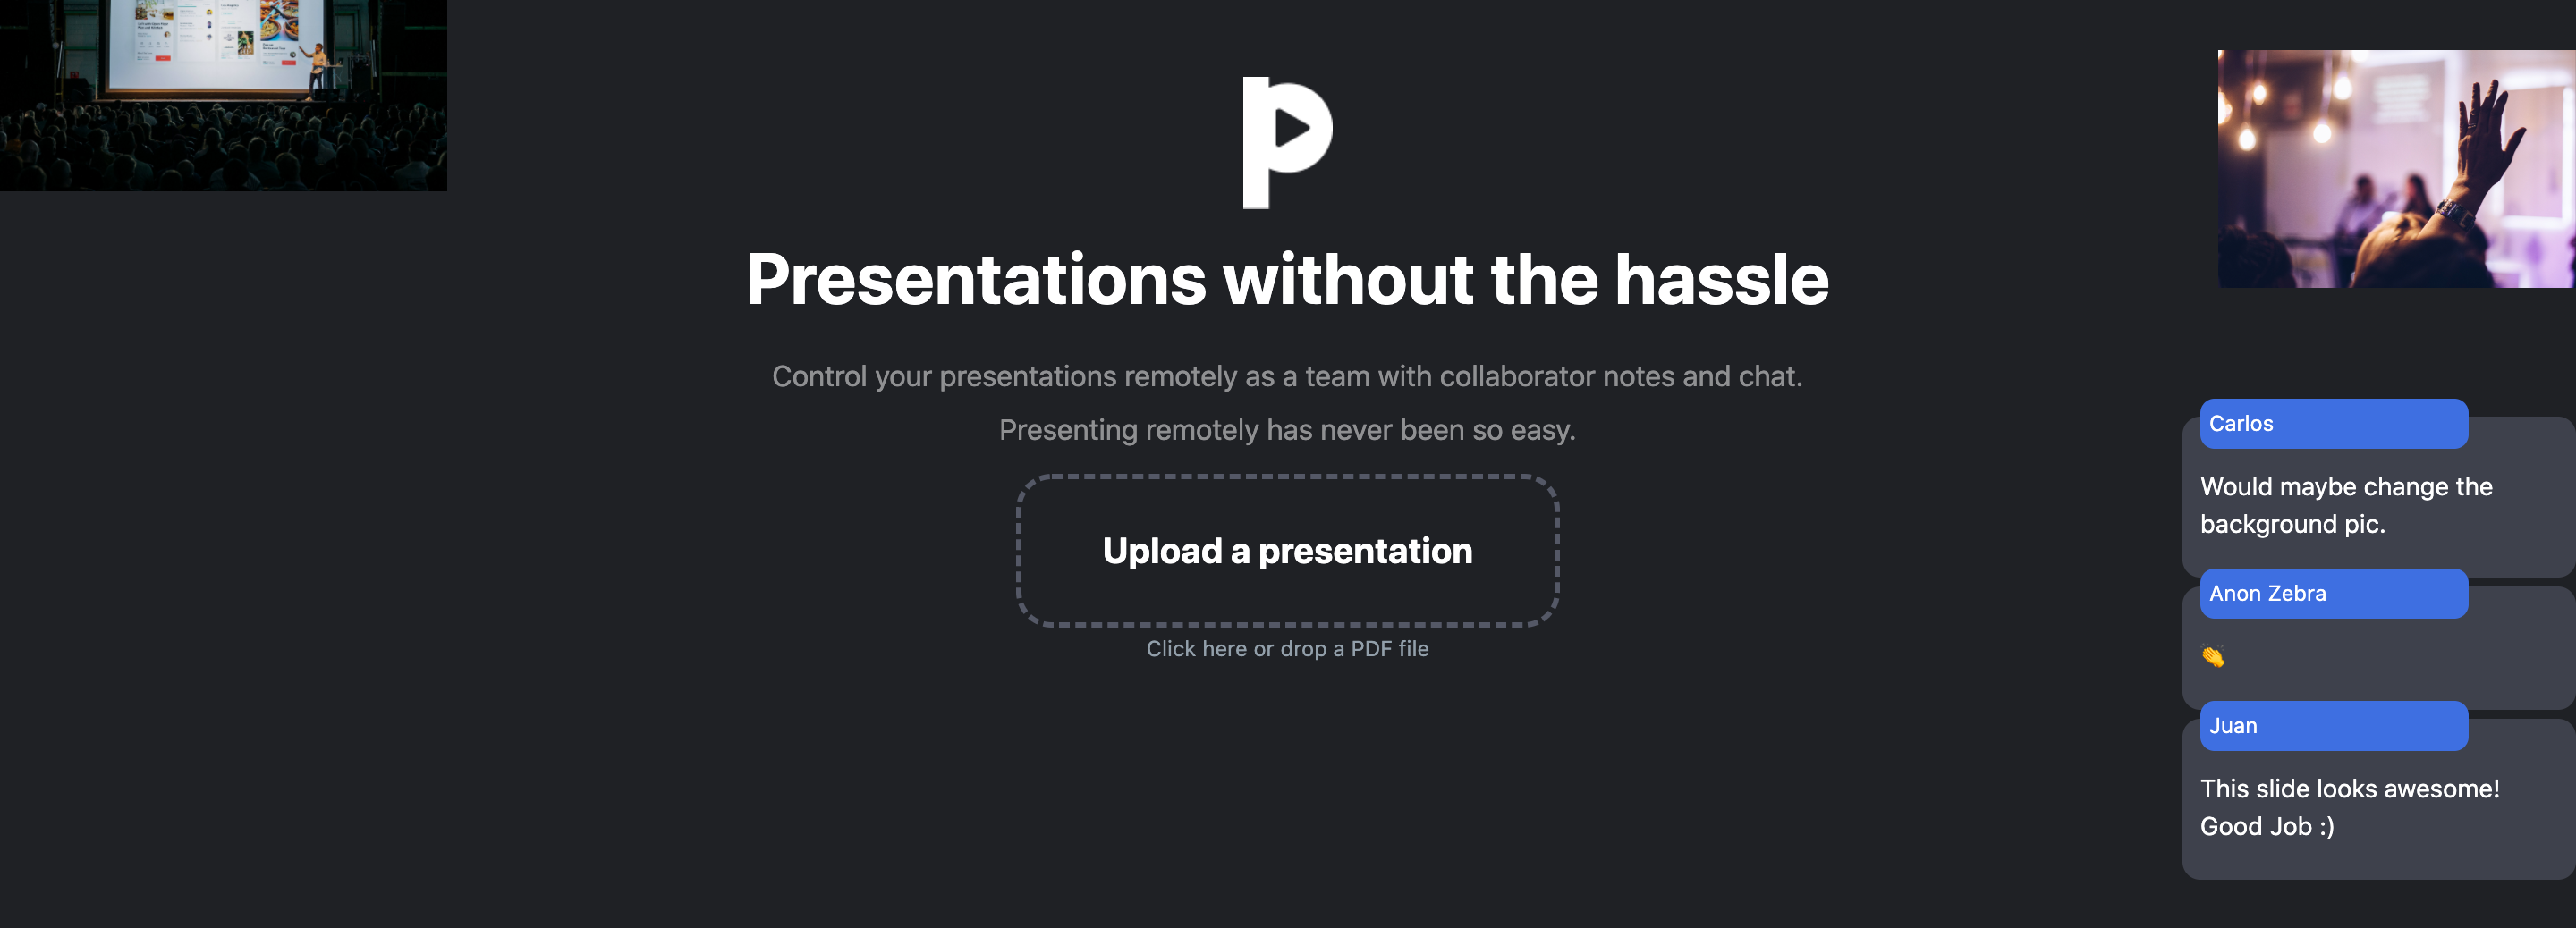 Presentations without the hassle
Control your presentations remotely as a team with collaborator notes and chat.
Presenting remotely has never been so easy.
Upload a presentation
Click here or drop a PDF file
Carlos
Would maybe change the
background pic.
Anon Zebra
👏
Juan
This slide looks awesome!
Good Job :)